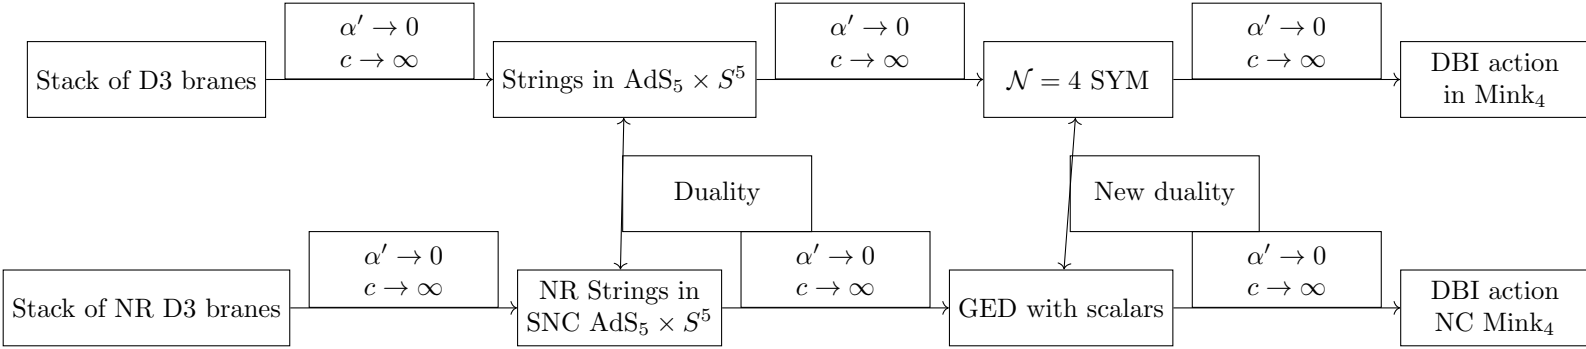 α′ → 0
c → ∞
α′ → 0
c → ∞
α′ → 0
c → ∞
Stack of D3 branes
Strings in AdS₅ × S⁵
𝒩 = 4 SYM
DBI action
in Mink₄
Duality
New duality
α′ → 0
c → ∞
α′ → 0
c → ∞
α′ → 0
c → ∞
Stack of NR D3 branes
NR Strings in
SNC AdS₅ × S⁵
GED with scalars
DBI action
NC Mink₄